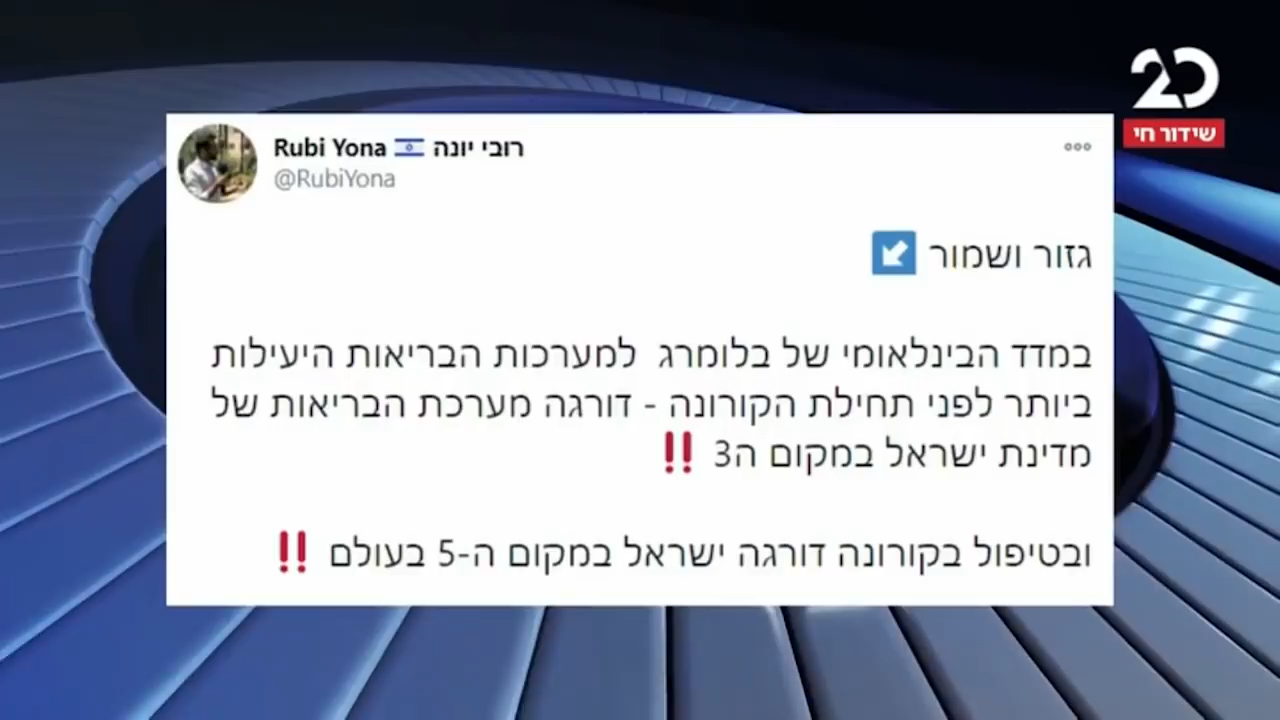 20
שידור חי
Rubi Yona 🇮🇱 רובי יונה
@RubiYona
גזור ושמור ↙️
במדד הבינלאומי של בלומרג למערכות הבריאות היעילות
ביותר לפני תחילת הקורונה - דורגה מערכת הבריאות של
מדינת ישראל במקום ה3 ‼️
ובטיפול בקורונה דורגה ישראל במקום ה-5 בעולם ‼️